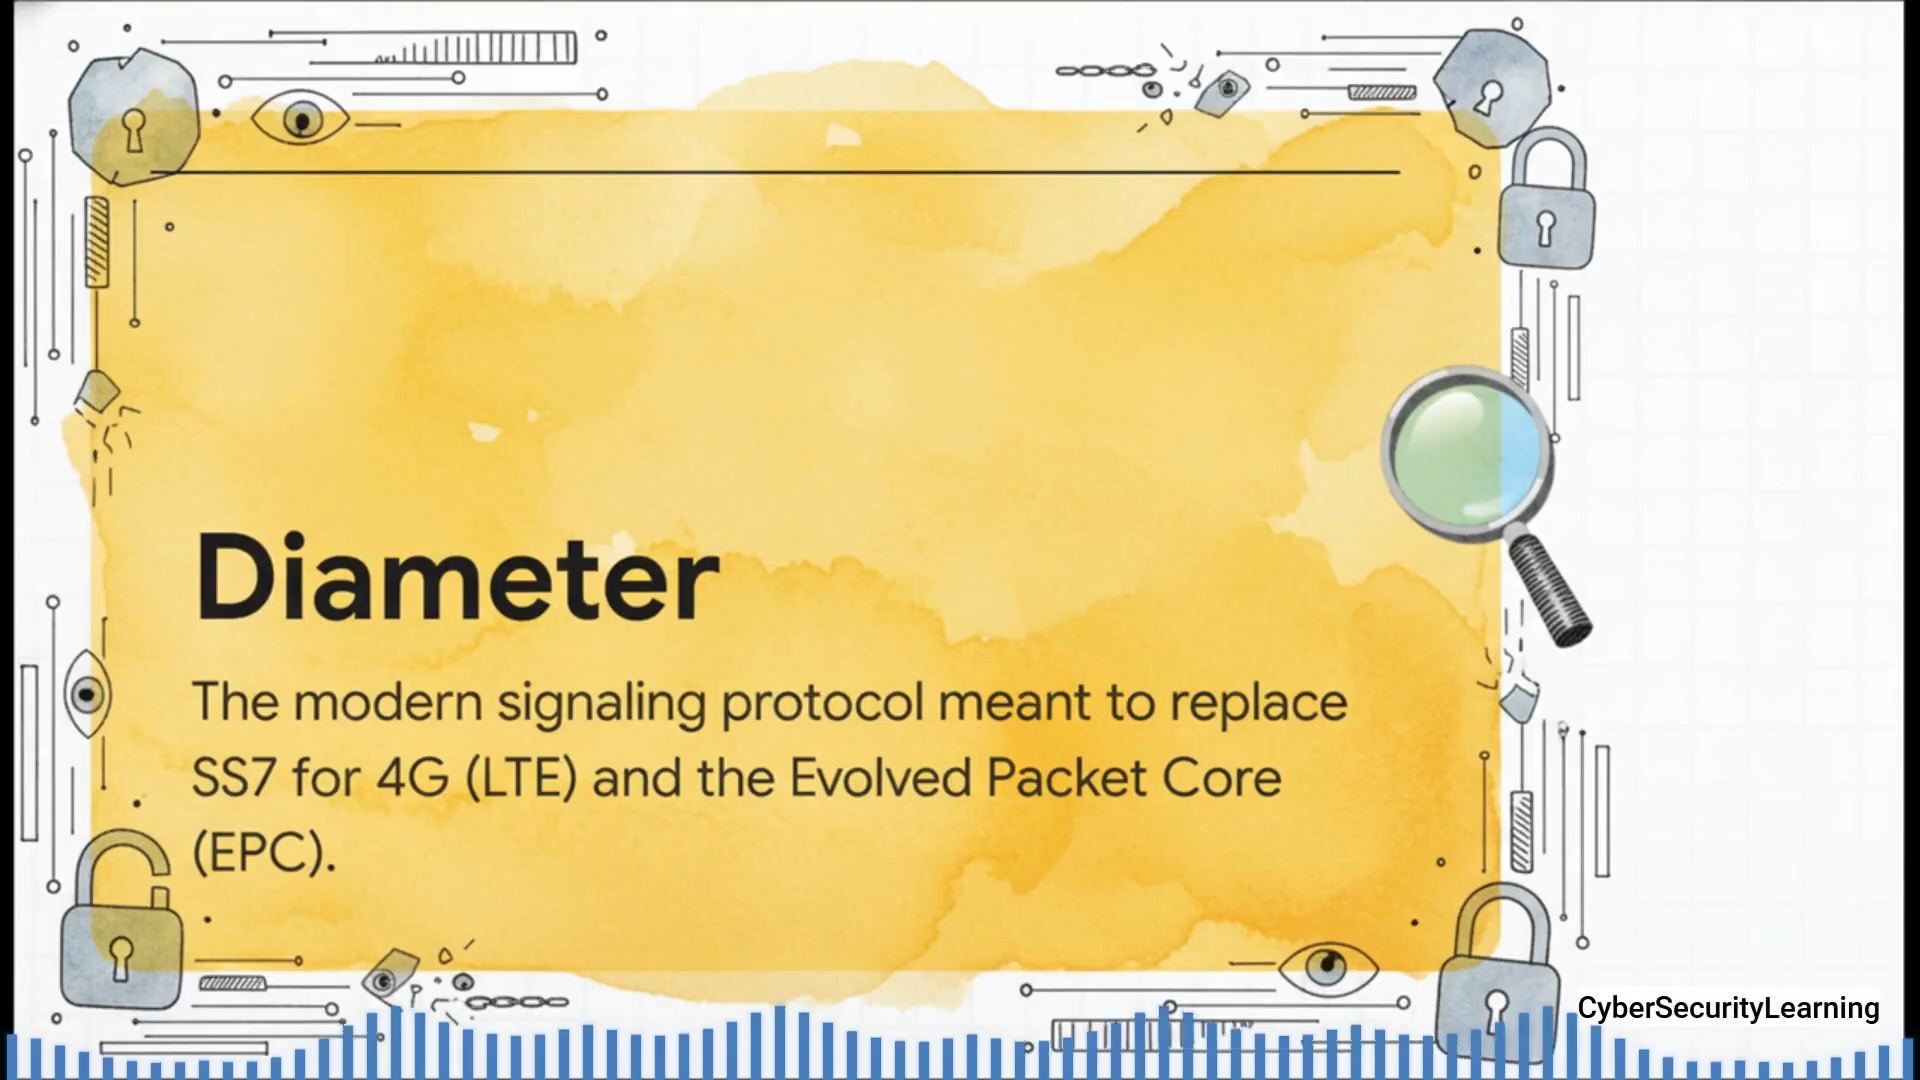 Diameter
The modern signaling protocol meant to replace
SS7 for 4G (LTE) and the Evolved Packet Core
(EPC).
CyberSecurityLearning